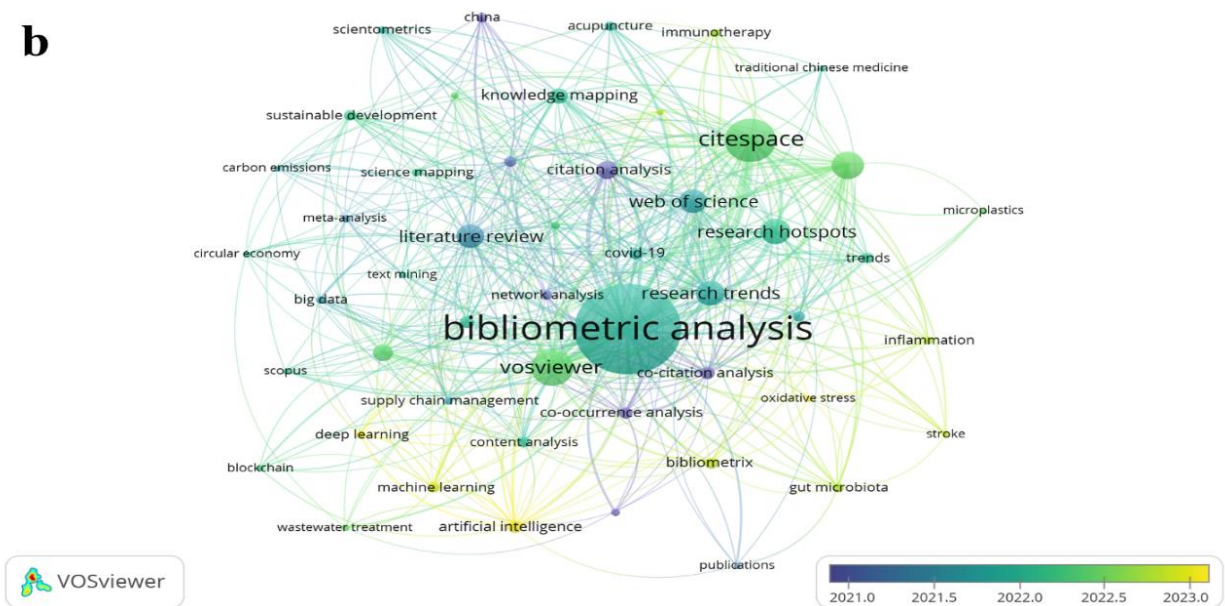 b
china
scientometrics
acupuncture
immunotherapy
traditional chinese medicine
knowledge mapping
sustainable development
citespace
carbon emissions
science mapping
citation analysis
web of science
meta-analysis
microplastics
literature review
research hotspots
circular economy
covid-19
trends
text mining
big data
network analysis
research trends
bibliometric analysis
inflammation
vosviewer
scopus
co-citation analysis
supply chain management
oxidative stress
co-occurrence analysis
deep learning
content analysis
stroke
blockchain
bibliometrix
machine learning
gut microbiota
wastewater treatment
artificial intelligence
publications
VOSviewer
2021.0 2021.5 2022.0 2022.5 2023.0